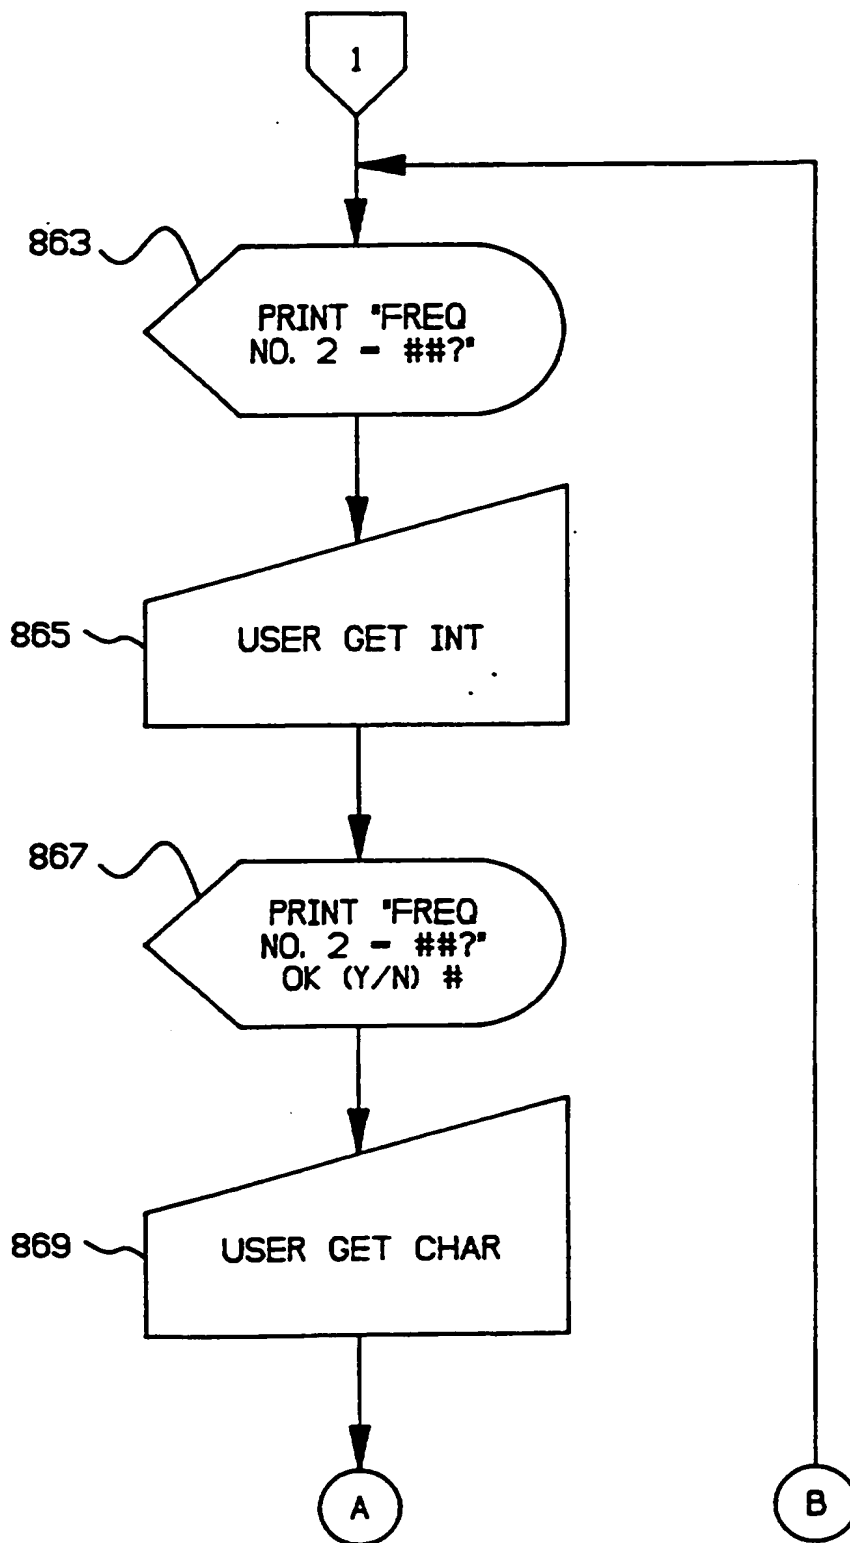 1
863
PRINT "FREQ
NO. 2 - ##?"
865
USER GET INT
867
PRINT "FREQ
NO. 2 - ##?"
OK (Y/N) #
869
USER GET CHAR
A
B